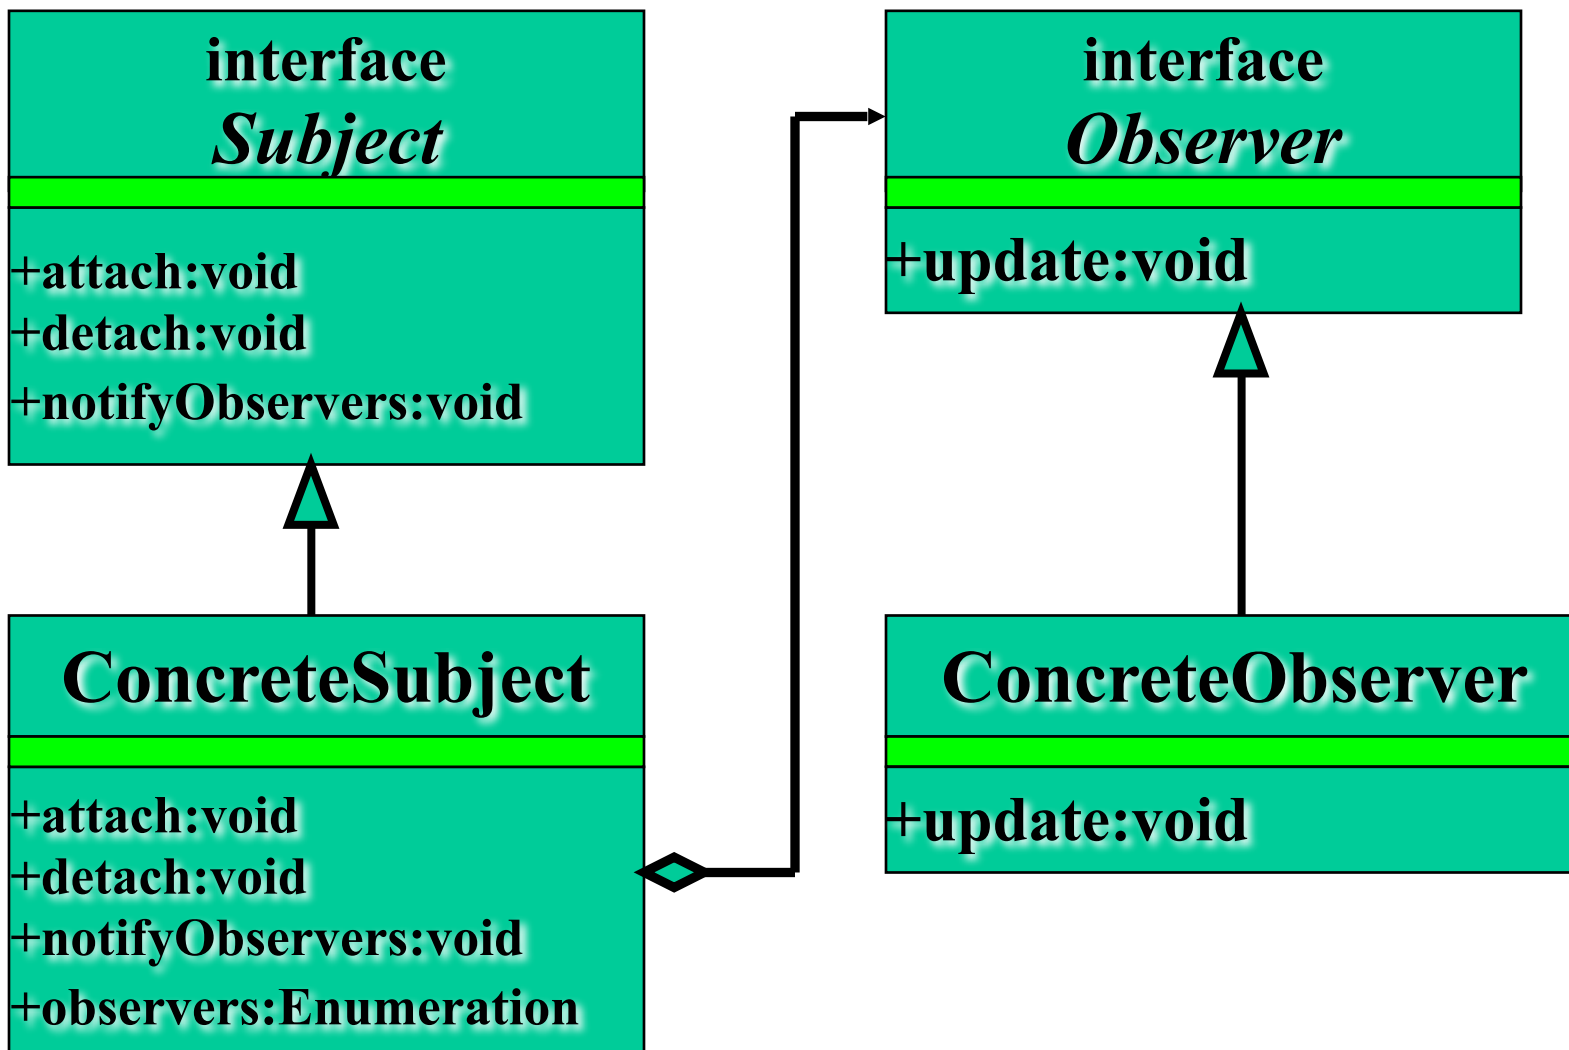 interface
Subject
+attach:void
+detach:void
+notifyObservers:void
interface
Observer
+update:void
ConcreteSubject
+attach:void
+detach:void
+notifyObservers:void
+observers:Enumeration
ConcreteObserver
+update:void